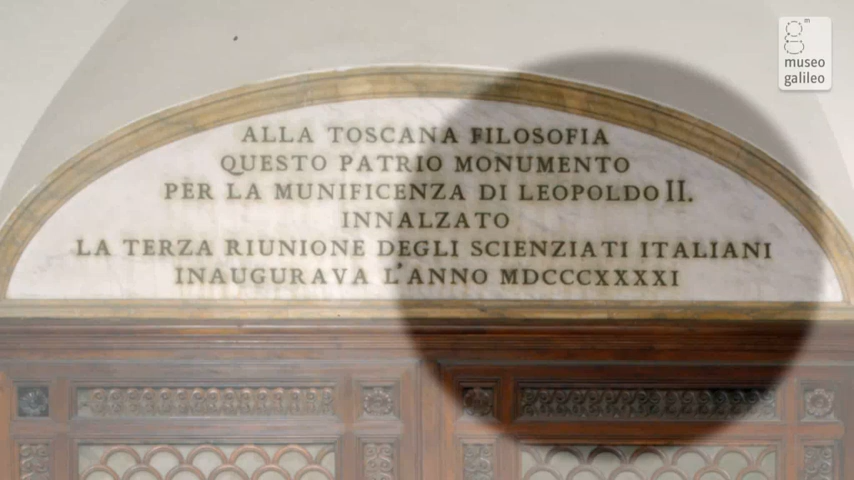 museo
galileo
ALLA TOSCANA FILOSOFIA
QUESTO PATRIO MONUMENTO
PER LA MUNIFICENZA DI LEOPOLDO II.
INNALZATO
LA TERZA RIUNIONE DEGLI SCIENZIATI ITALIANI
INAUGURAVA L'ANNO MDCCCXXXXI